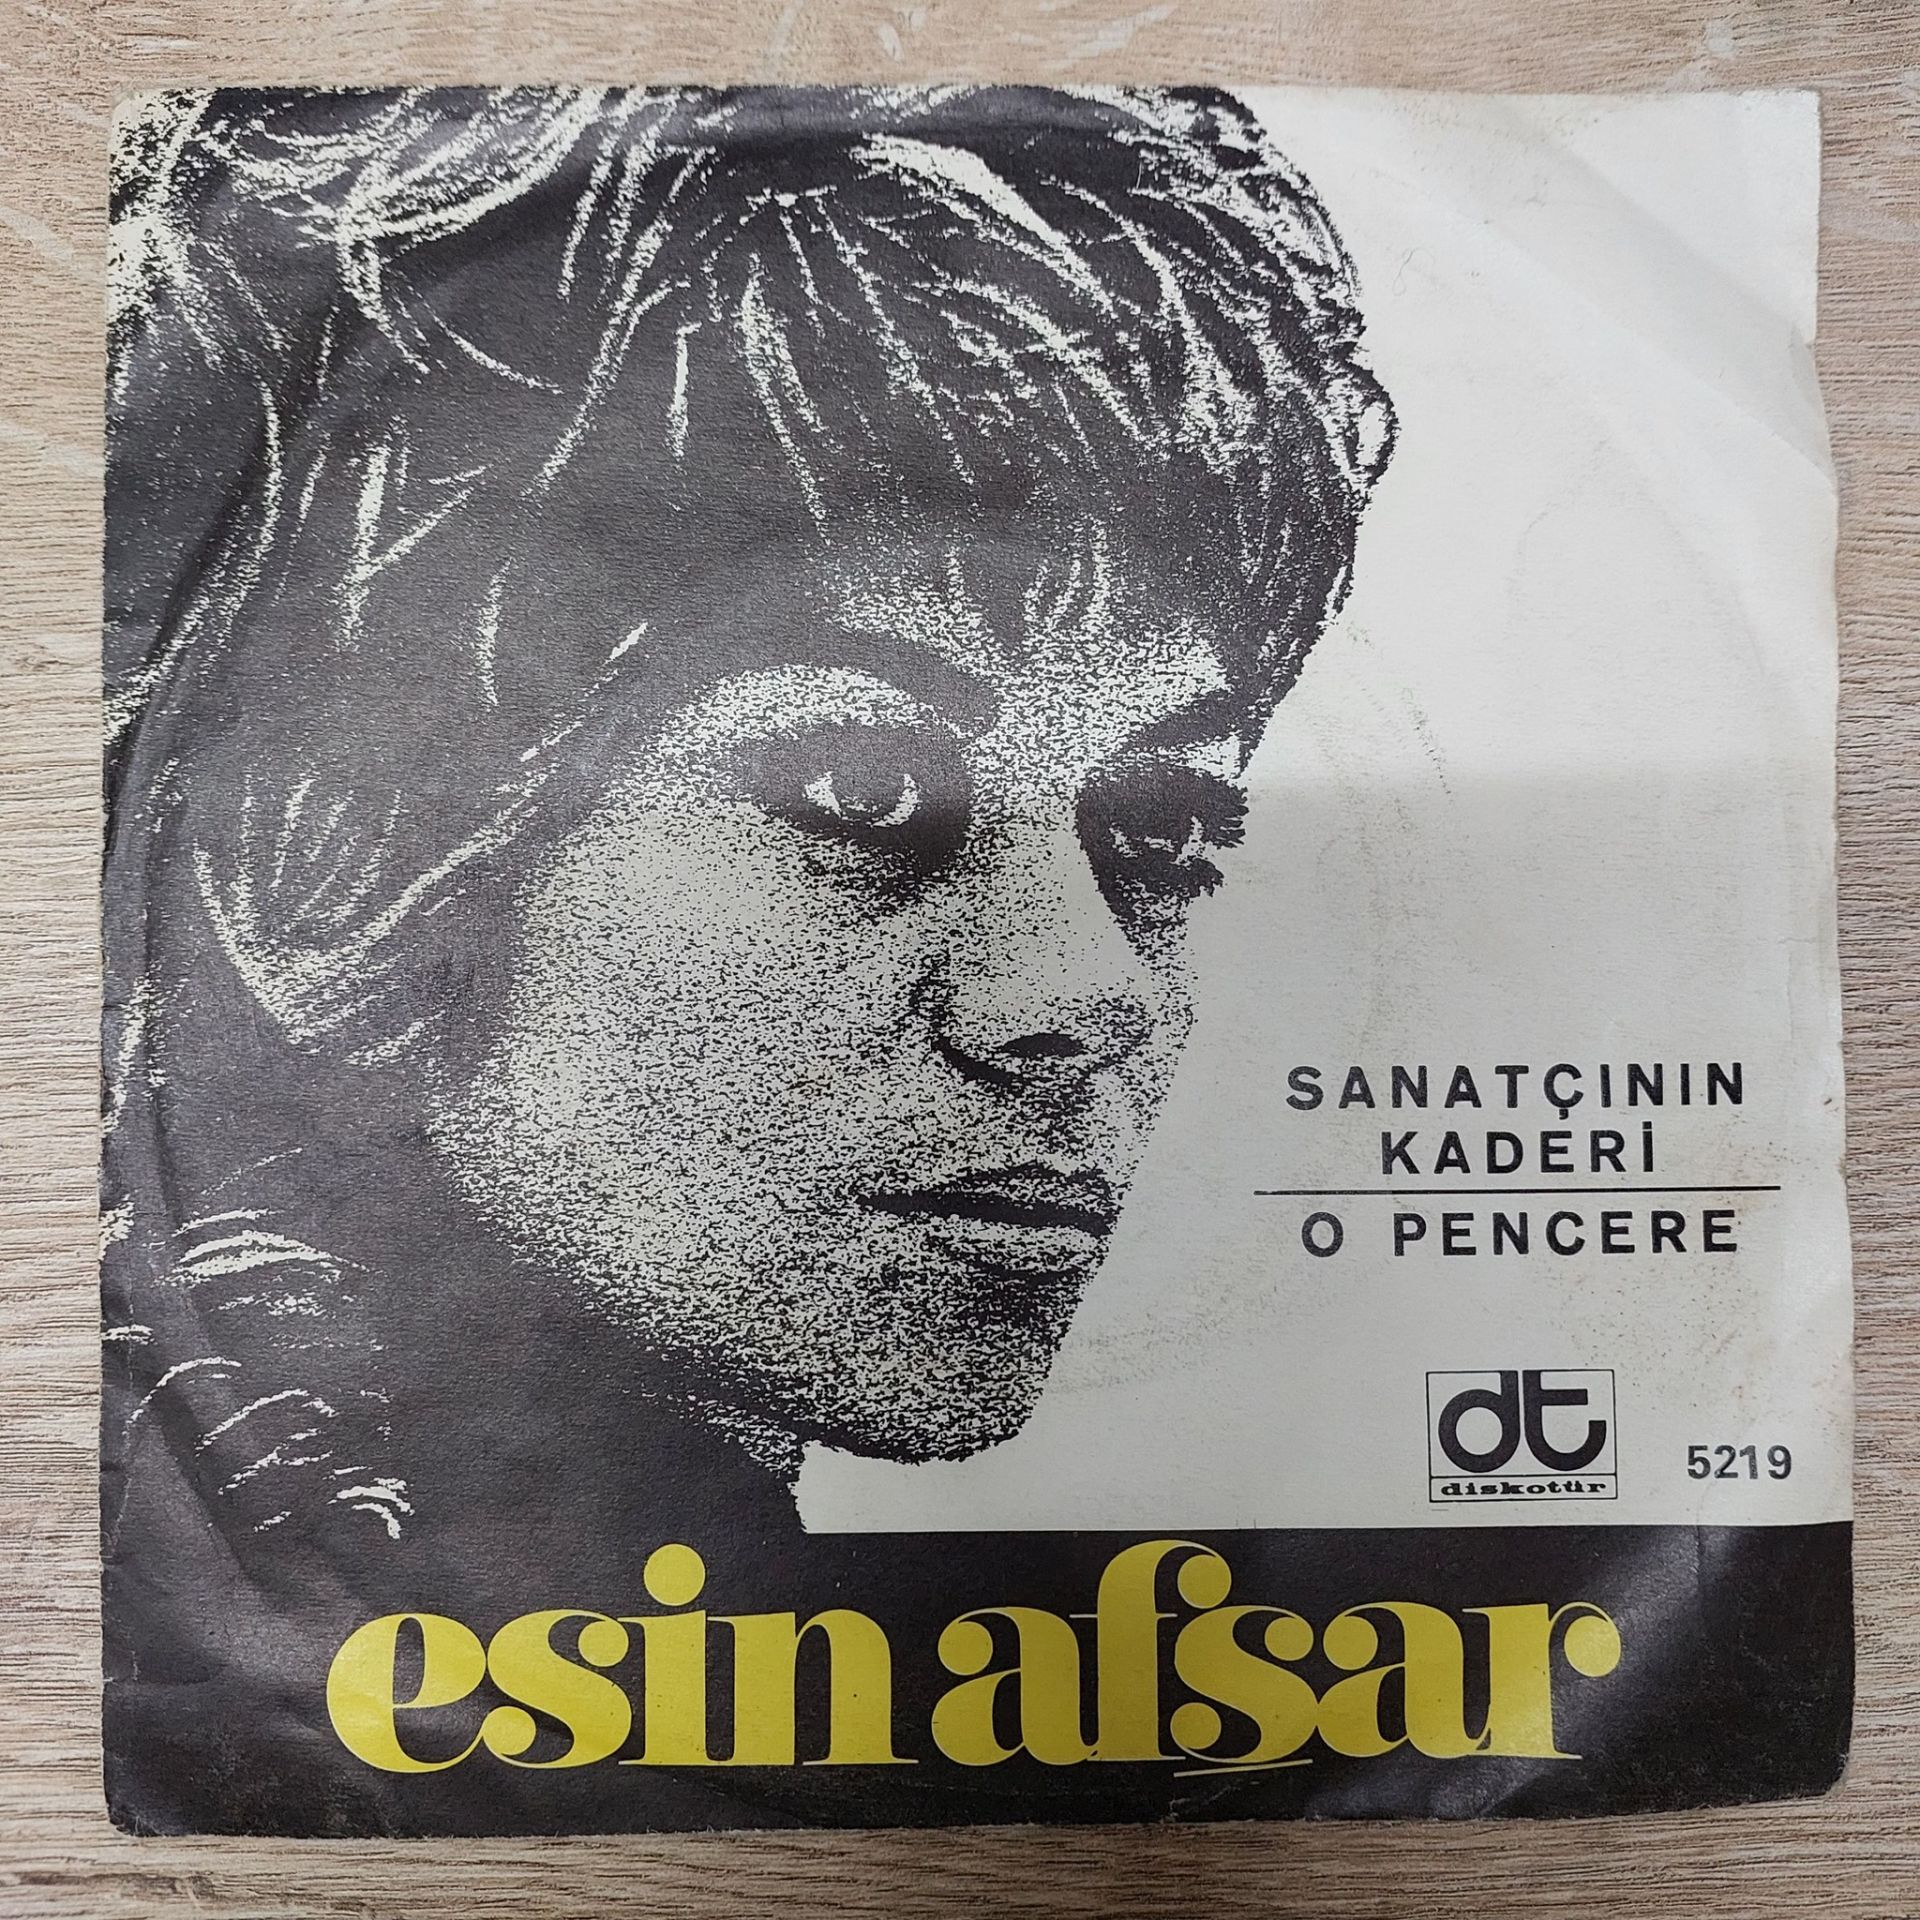 SANATÇININ
KADERİ
O PENCERE
dt
diskotür
5219
esin afşar